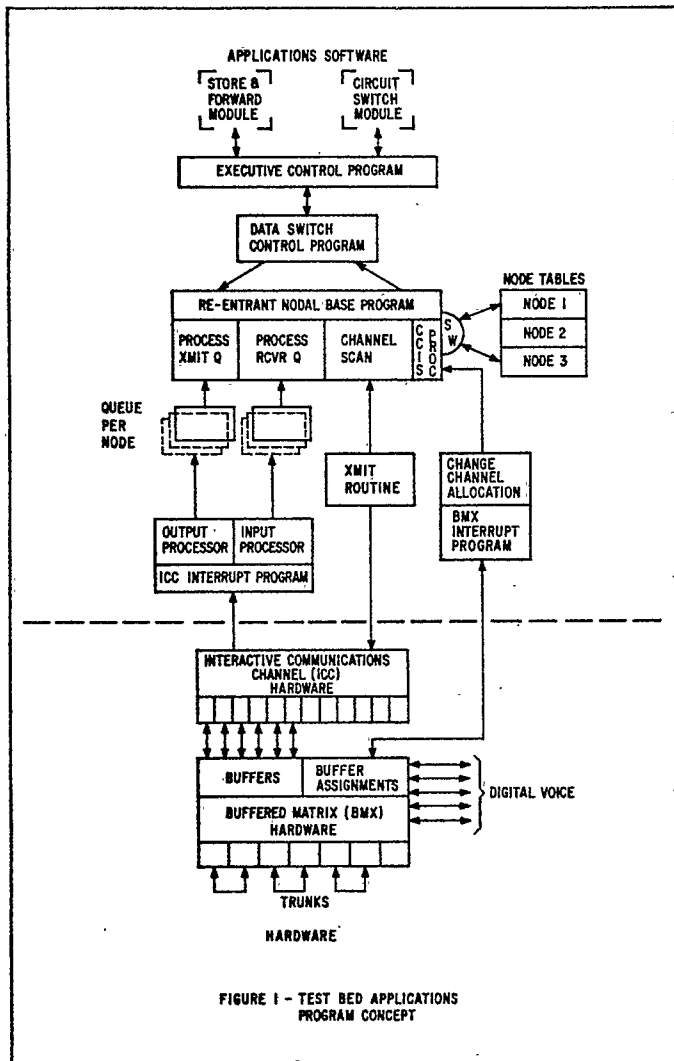 APPLICATIONS SOFTWARE
STORE &
FORWARD
MODULE
CIRCUIT
SWITCH
MODULE
EXECUTIVE CONTROL PROGRAM
DATA SWITCH
CONTROL PROGRAM
RE-ENTRANT NODAL BASE PROGRAM
PROCESS
XMIT Q
PROCESS
RCVR Q
CHANNEL
SCAN
CCIS
PROC
SW
NODE TABLES
NODE 1
NODE 2
NODE 3
QUEUE
PER
NODE
XMIT
ROUTINE
CHANGE
CHANNEL
ALLOCATION
BMX
INTERRUPT
PROGRAM
OUTPUT
PROCESSOR
INPUT
PROCESSOR
ICC INTERRUPT PROGRAM
INTERACTIVE COMMUNICATIONS
CHANNEL (ICC)
HARDWARE
BUFFERS
BUFFER
ASSIGNMENTS
DIGITAL VOICE
BUFFERED MATRIX (BMX)
HARDWARE
TRUNKS
HARDWARE
FIGURE 1 - TEST BED APPLICATIONS
PROGRAM CONCEPT